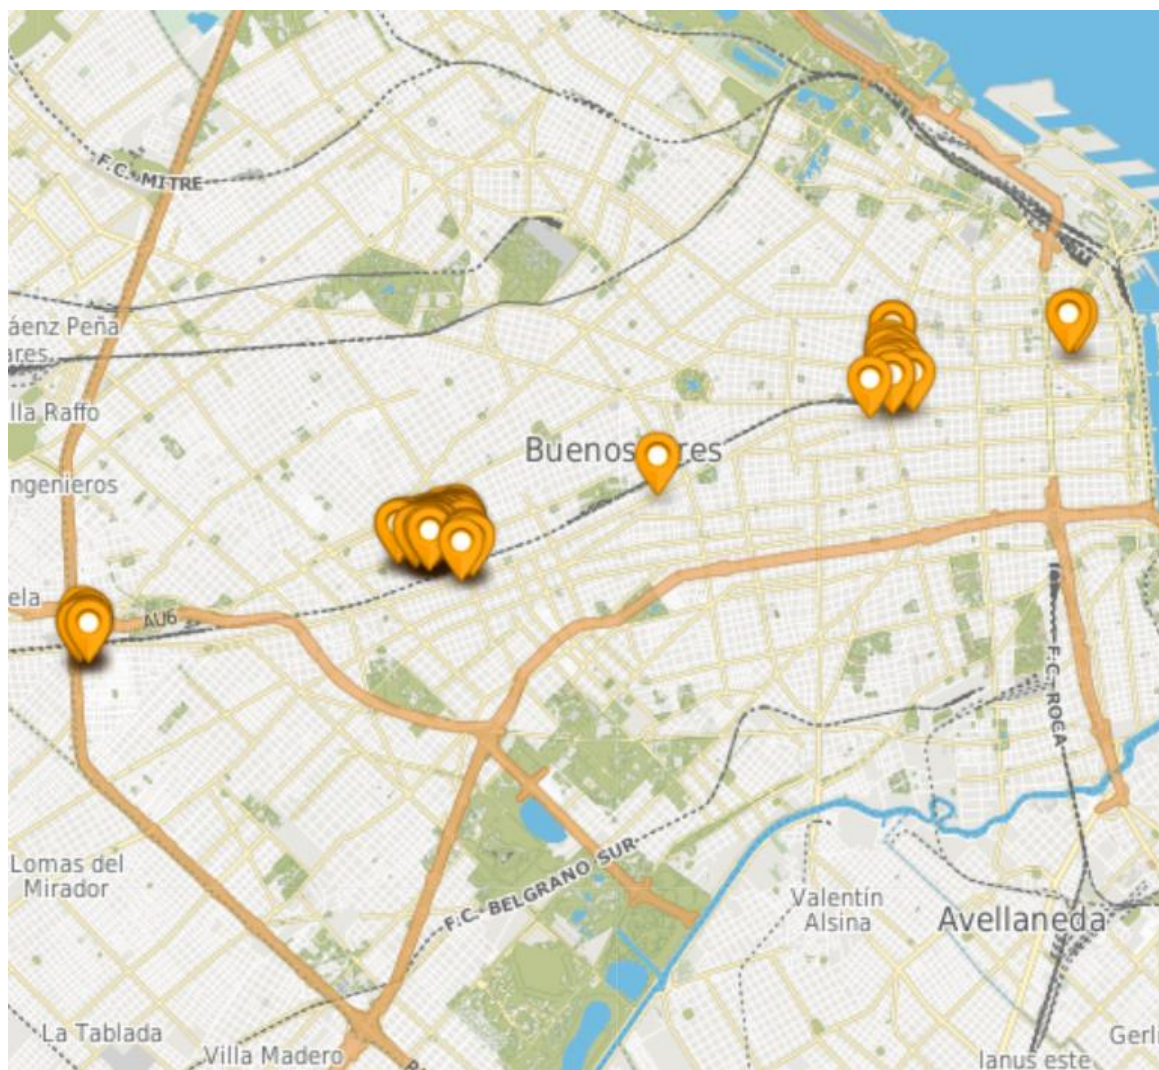 F.C. MITRE
áenz Peña
ares
lla Raffo
Buenos res
ngenieros
ela
AU6
F.C. ROCA
Lomas del
Mirador
F.C. BELGRANO SUR
Valentín
Alsina
Avellaneda
La Tablada
Villa Madero
Gerli
lanus este